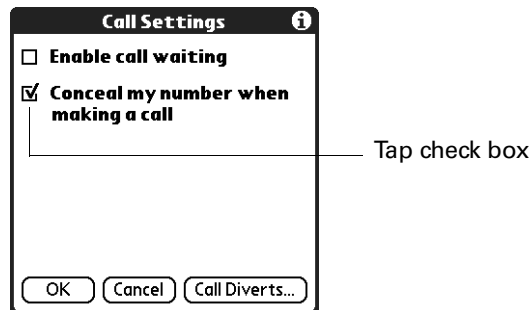 Call Settings
Enable call waiting
Conceal my number when
making a call
Tap check box
OK Cancel Call Diverts...